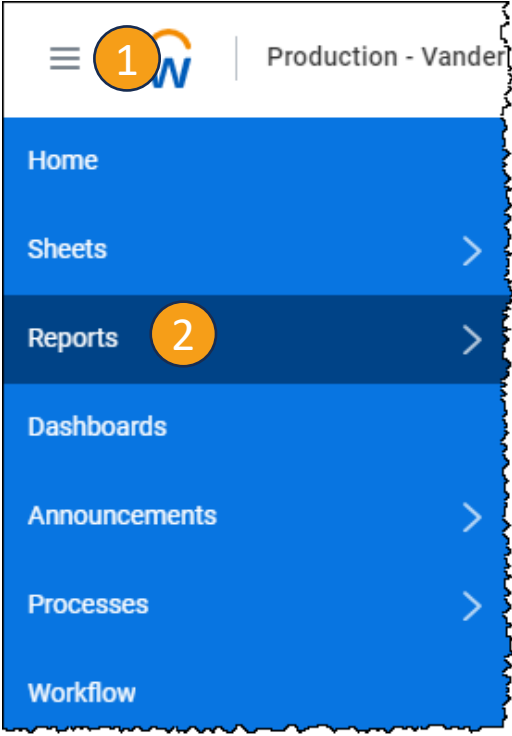 1 W Production - Vander
Home
Sheets
Reports 2
Dashboards
Announcements
Processes
Workflow